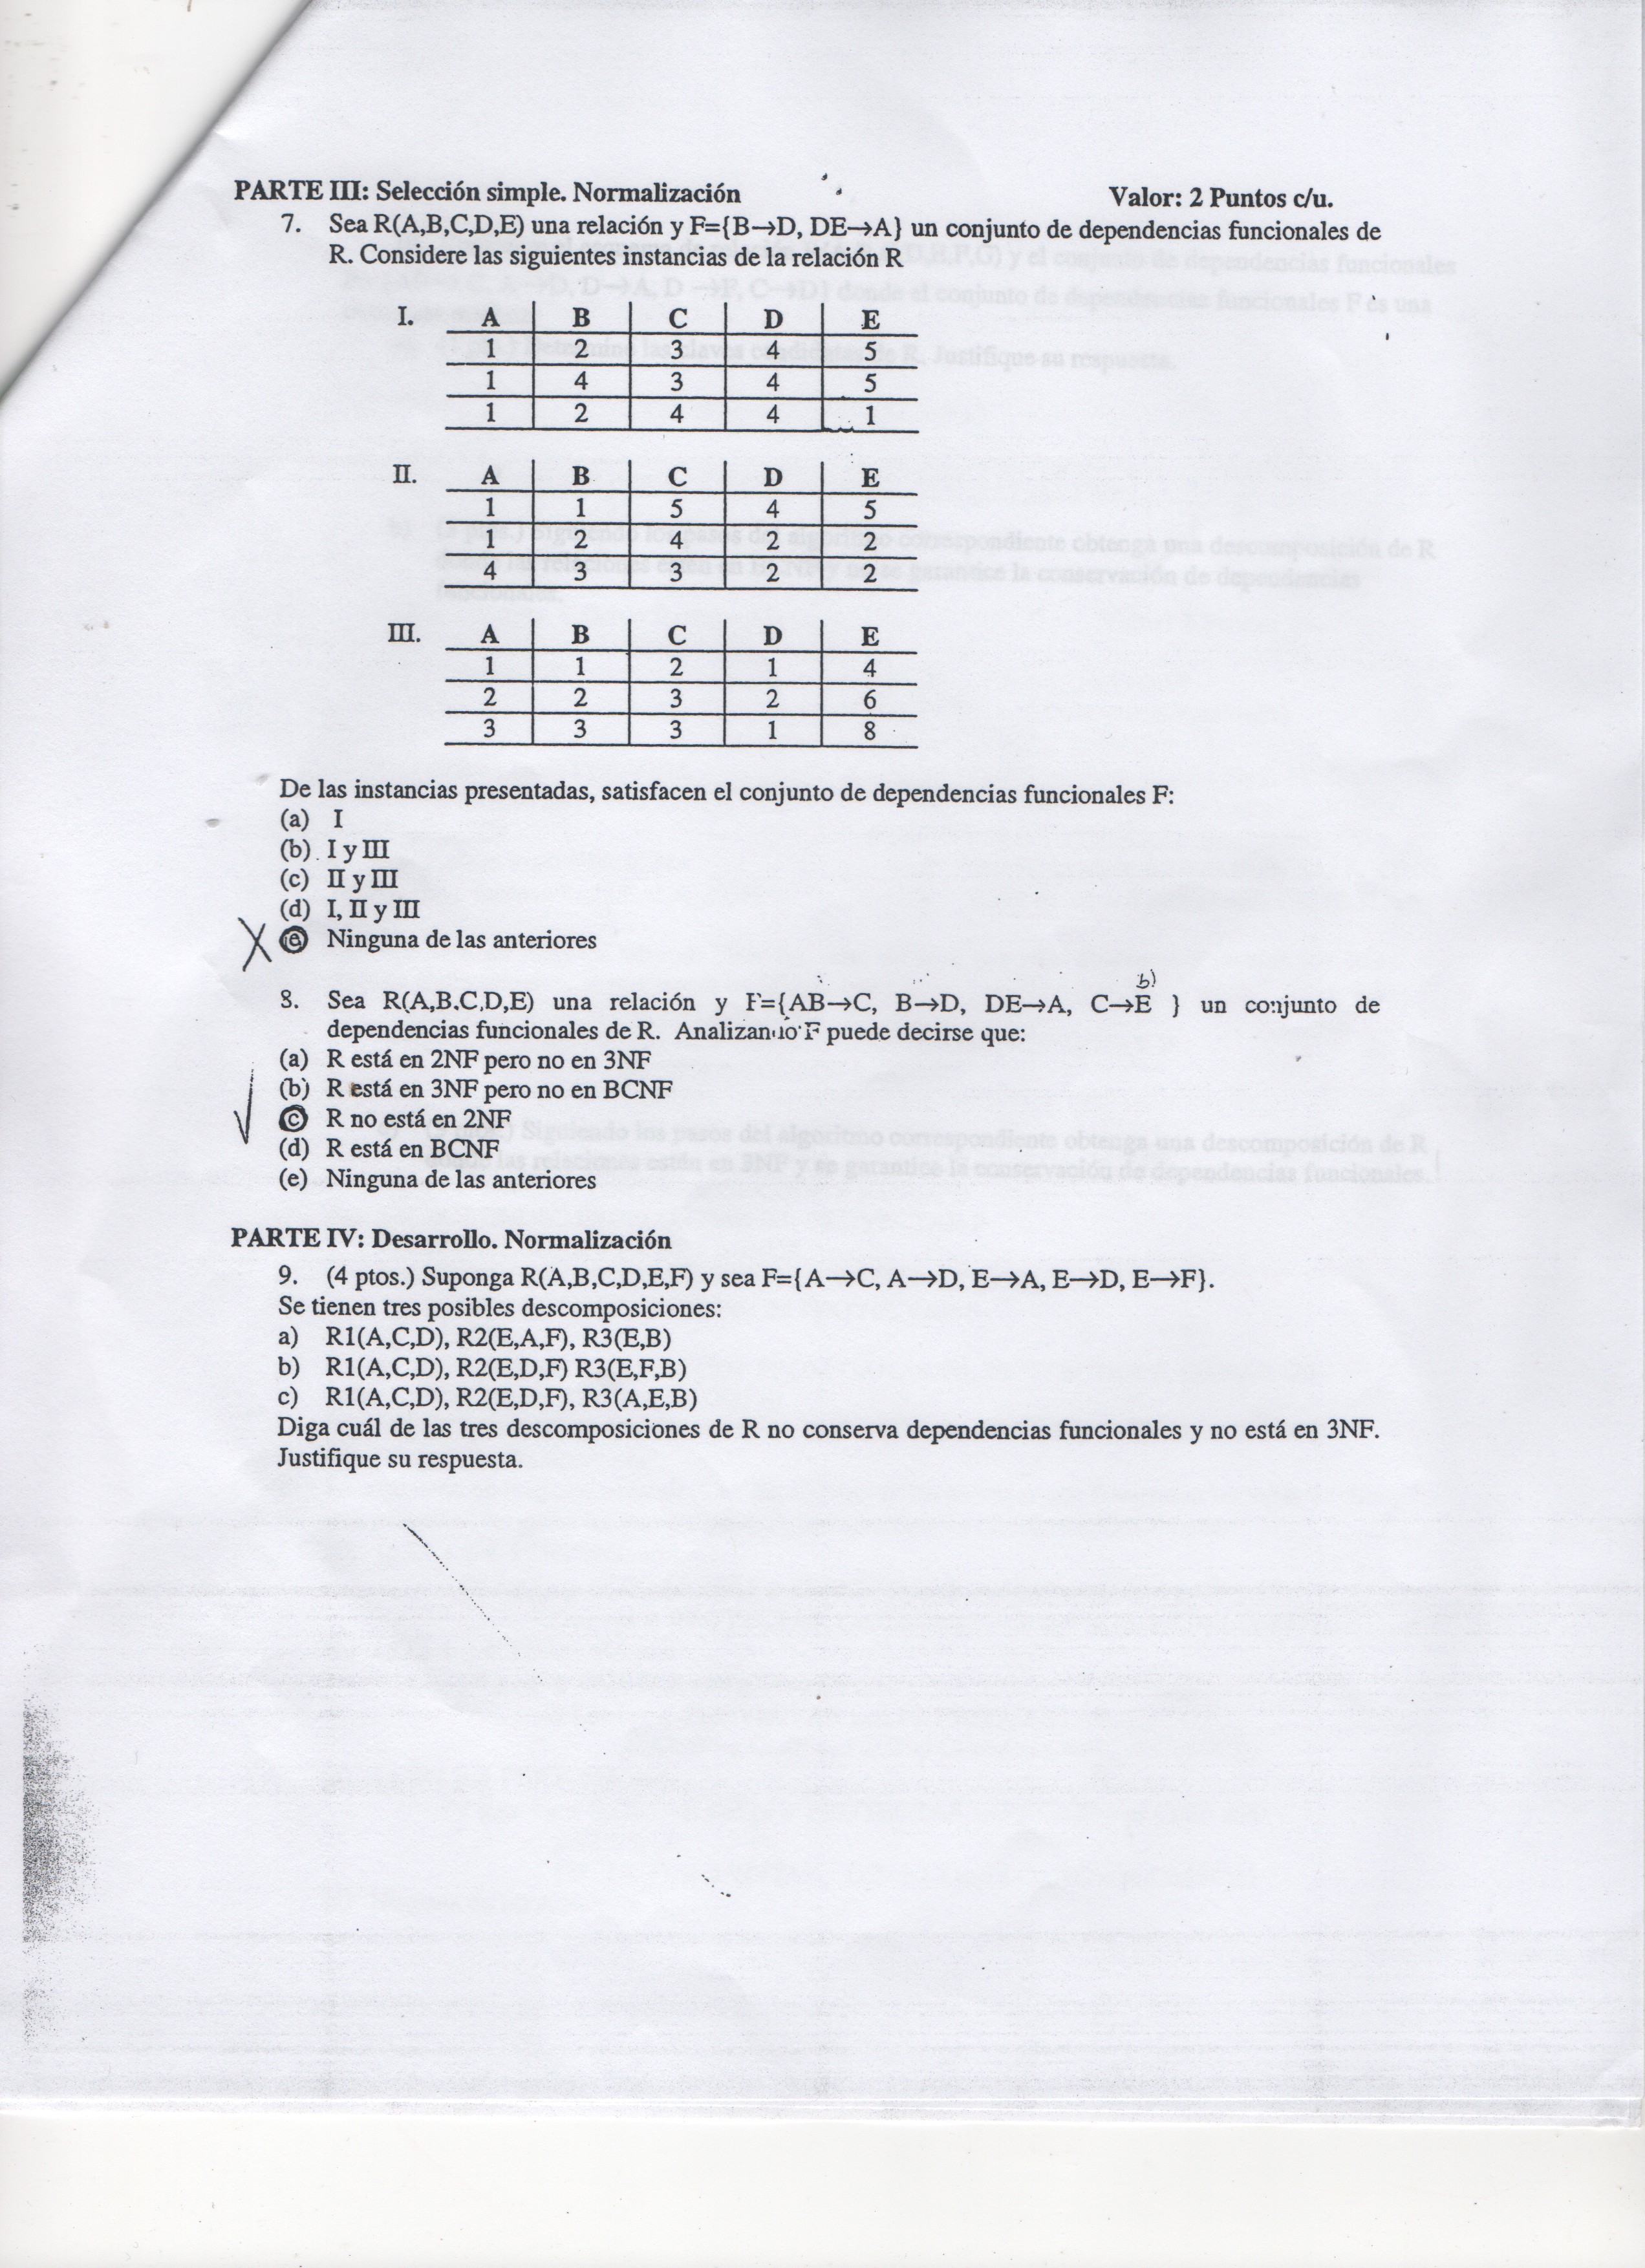 PARTE III: Selección simple. Normalización Valor: 2 Puntos c/u.
7. Sea R(A,B,C,D,E) una relación y F={B→D, DE→A} un conjunto de dependencias funcionales de
R. Considere las siguientes instancias de la relación R
I. A B C D E
1 2 3 4 5
1 4 3 4 5
1 2 4 4 1
II. A B C D E
1 1 5 4 5
1 2 4 2 2
4 3 3 2 2
III. A B C D E
1 1 2 1 4
2 2 3 2 6
3 3 3 1 8
De las instancias presentadas, satisfacen el conjunto de dependencias funcionales F:
(a) I
(b) I y III
(c) II y III
(d) I, II y III
X (e) Ninguna de las anteriores
b)
8. Sea R(A,B,C,D,E) una relación y F={AB→C, B→D, DE→A, C→E } un conjunto de
dependencias funcionales de R. Analizando F puede decirse que:
(a) R está en 2NF pero no en 3NF
(b) R está en 3NF pero no en BCNF
(c) R no está en 2NF
(d) R está en BCNF
(e) Ninguna de las anteriores
PARTE IV: Desarrollo. Normalización
9. (4 ptos.) Suponga R(A,B,C,D,E,F) y sea F={A→C, A→D, E→A, E→D, E→F}.
Se tienen tres posibles descomposiciones:
a) R1(A,C,D), R2(E,A,F), R3(E,B)
b) R1(A,C,D), R2(E,D,F) R3(E,F,B)
c) R1(A,C,D), R2(E,D,F), R3(A,E,B)
Diga cuál de las tres descomposiciones de R no conserva dependencias funcionales y no está en 3NF.
Justifique su respuesta.